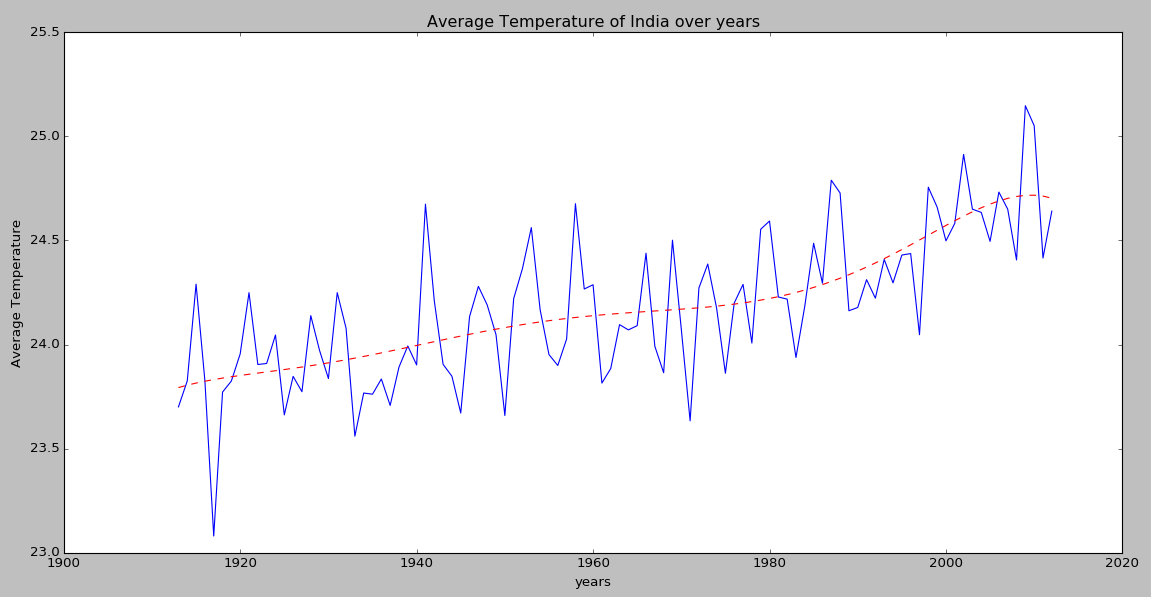 Average Temperature of India over years
25.5
25.0
24.5
24.0
23.5
23.0
Average Temperature
1900 1920 1940 1960 1980 2000 2020
years